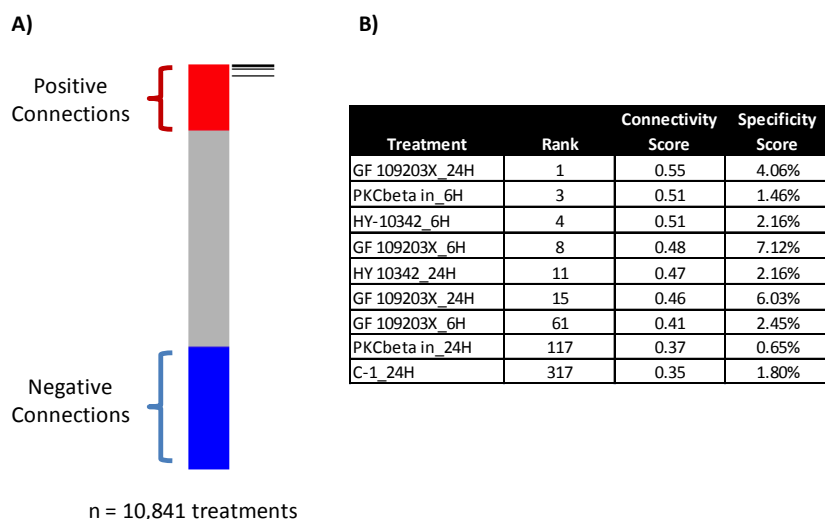 A)
Positive
Connections
Negative
Connections
n = 10,841 treatments
B)
Treatment Rank Connectivity Score Specificity Score
GF 109203X_24H 1 0.55 4.06%
PKCbeta in_6H 3 0.51 1.46%
HY-10342_6H 4 0.51 2.16%
GF 109203X_6H 8 0.48 7.12%
HY 10342_24H 11 0.47 2.16%
GF 109203X_24H 15 0.46 6.03%
GF 109203X_6H 61 0.41 2.45%
PKCbeta in_24H 117 0.37 0.65%
C-1_24H 317 0.35 1.80%